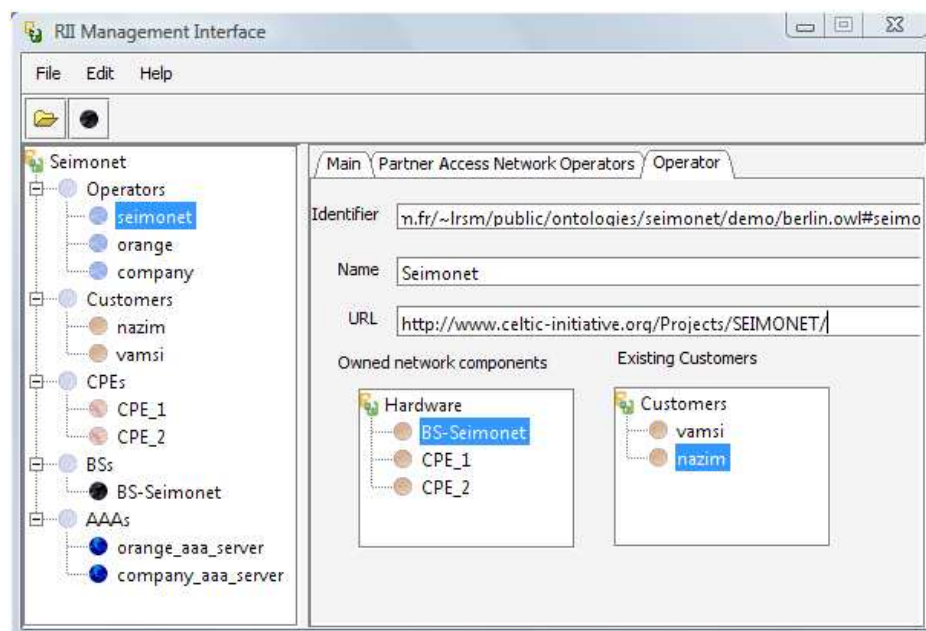 RII Management Interface
File Edit Help
Seimonet
Operators
seimonet
orange
company
Customers
nazim
vamsi
CPEs
CPE_1
CPE_2
BSs
BS-Seimonet
AAAs
orange_aaa_server
company_aaa_server
Main Partner Access Network Operators Operator
Identifier n.fr/~lrsm/public/ontologies/seimonet/demo/berlin.owl#seimo
Name Seimonet
URL http://www.celtic-initiative.org/Projects/SEIMONET/
Owned network components
Hardware
BS-Seimonet
CPE_1
CPE_2
Existing Customers
Customers
vamsi
nazim